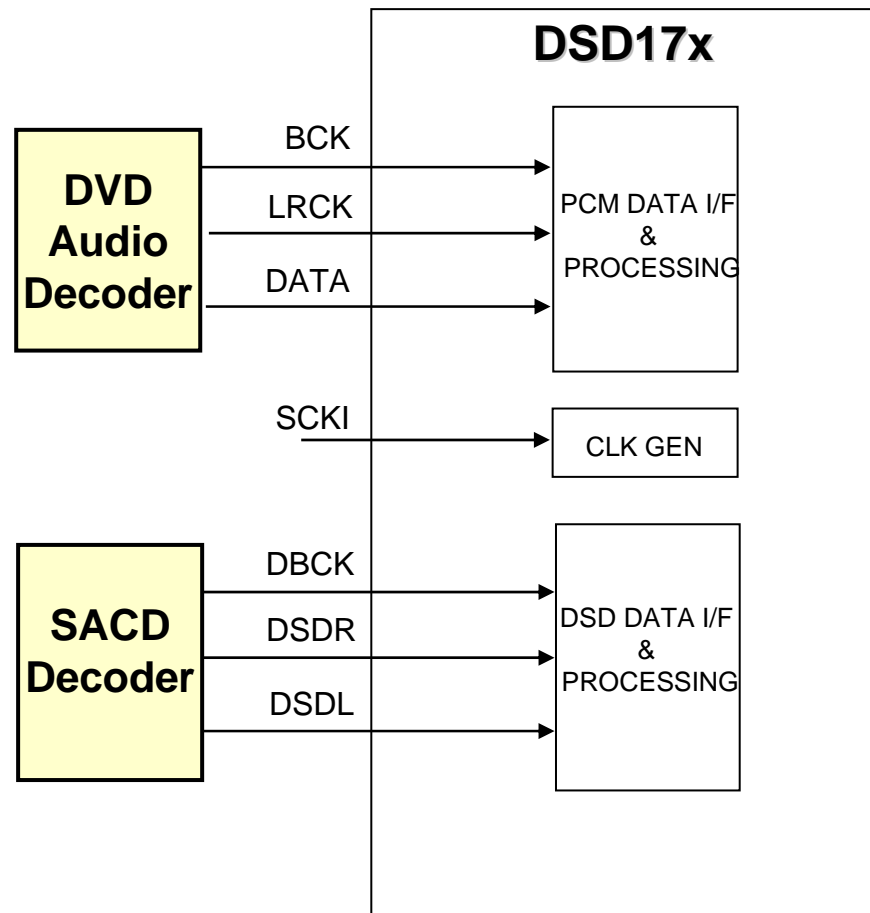 DSD17x
BCK
DVD
Audio
Decoder
LRCK
DATA
PCM DATA I/F
&
PROCESSING
SCKI
CLK GEN
DBCK
SACD
Decoder
DSDR
DSDL
DSD DATA I/F
&
PROCESSING